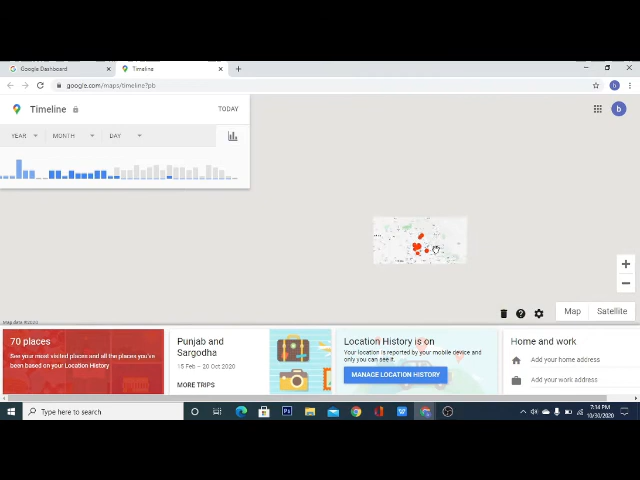 Google Dashboard
Timeline
google.com/maps/timeline?pb
b
Timeline
TODAY
b
YEAR
MONTH
DAY
Map data ©2020
Map
Satellite
70 places
See your most visited places and all the places you've
been based on your Location History
Punjab and
Sargodha
15 Feb – 20 Oct 2020
MORE TRIPS
Location History is on
Your location is reported by your mobile device and
only you can see it.
MANAGE LOCATION HISTORY
Home and work
Add your home address
Add your work address
Type here to search
7:34 PM
10/30/2020